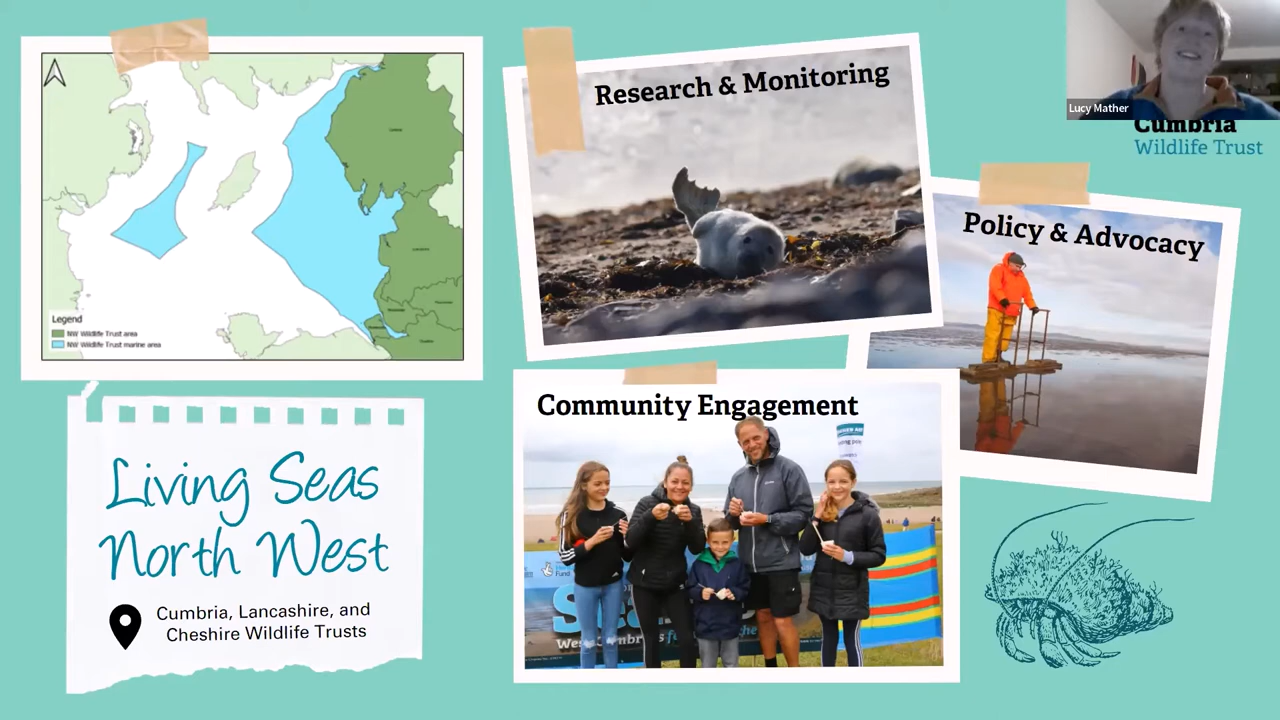 Legend
NW Wildlife Trust area
NW Wildlife Trust marine area
Research & Monitoring
Lucy Mather
Cumbria
Wildlife Trust
Policy & Advocacy
Community Engagement
Living Seas
North West
Cumbria, Lancashire, and
Cheshire Wildlife Trusts
Fund